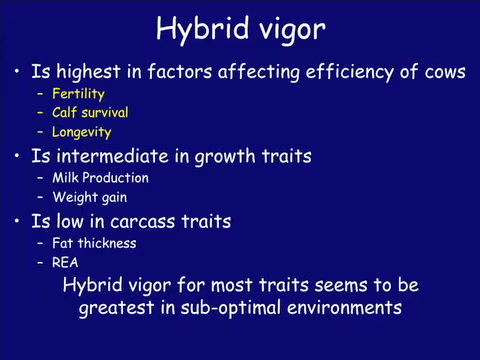 Hybrid vigor
• Is highest in factors affecting efficiency of cows
– Fertility
– Calf survival
– Longevity
• Is intermediate in growth traits
– Milk Production
– Weight gain
• Is low in carcass traits
– Fat thickness
– REA
Hybrid vigor for most traits seems to be
greatest in sub-optimal environments